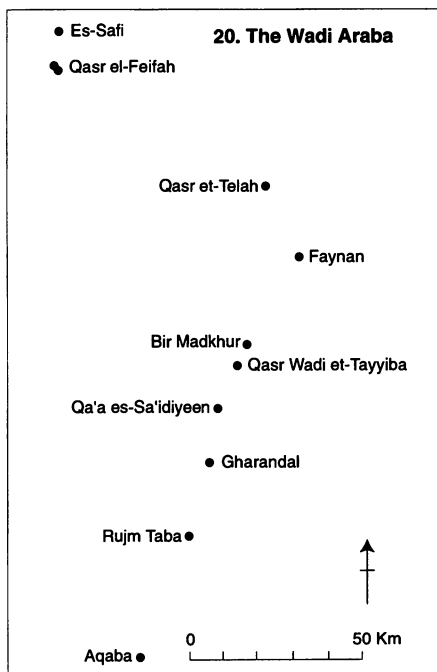 20. The Wadi Araba
Es-Safi
Qasr el-Feifah
Qasr et-Telah
Faynan
Bir Madkhur
Qasr Wadi et-Tayyiba
Qa'a es-Sa'idiyeen
Gharandal
Rujm Taba
0 50 Km
Aqaba